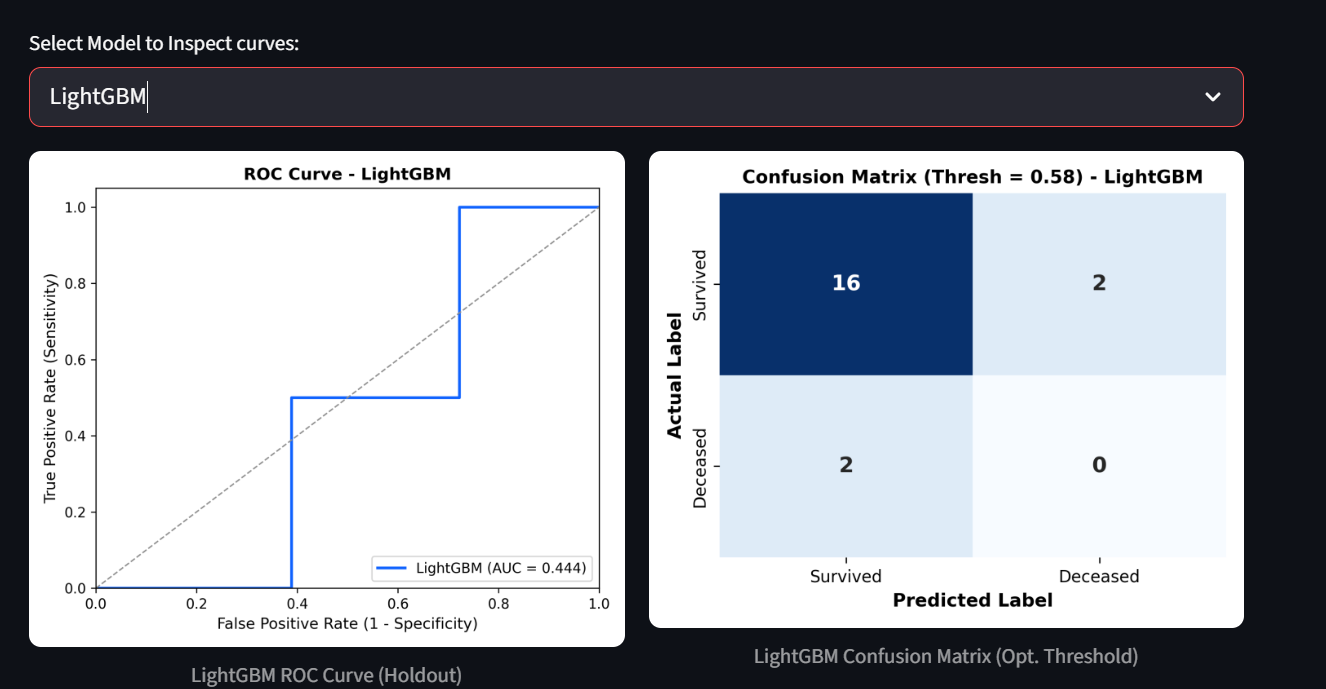 Select Model to Inspect curves:
LightGBM
ROC Curve - LightGBM
True Positive Rate (Sensitivity)
1.0
0.8
0.6
0.4
0.2
0.0
LightGBM (AUC = 0.444)
0.0 0.2 0.4 0.6 0.8 1.0
False Positive Rate (1 - Specificity)
LightGBM ROC Curve (Holdout)
Confusion Matrix (Thresh = 0.58) - LightGBM
Actual Label
Survived
16 2
Deceased
2 0
Survived Deceased
Predicted Label
LightGBM Confusion Matrix (Opt. Threshold)